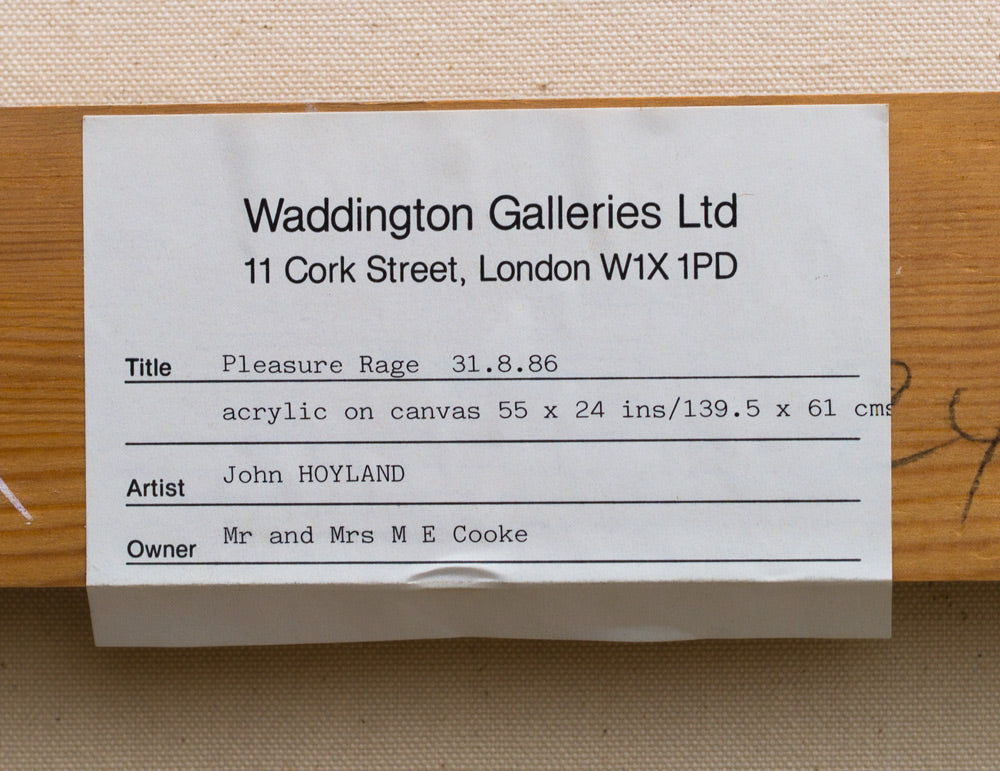 Waddington Galleries Ltd
11 Cork Street, London W1X 1PD
Title Pleasure Rage 31.8.86
acrylic on canvas 55 x 24 ins/139.5 x 61 cms
Artist John HOYLAND
Owner Mr and Mrs M E Cooke